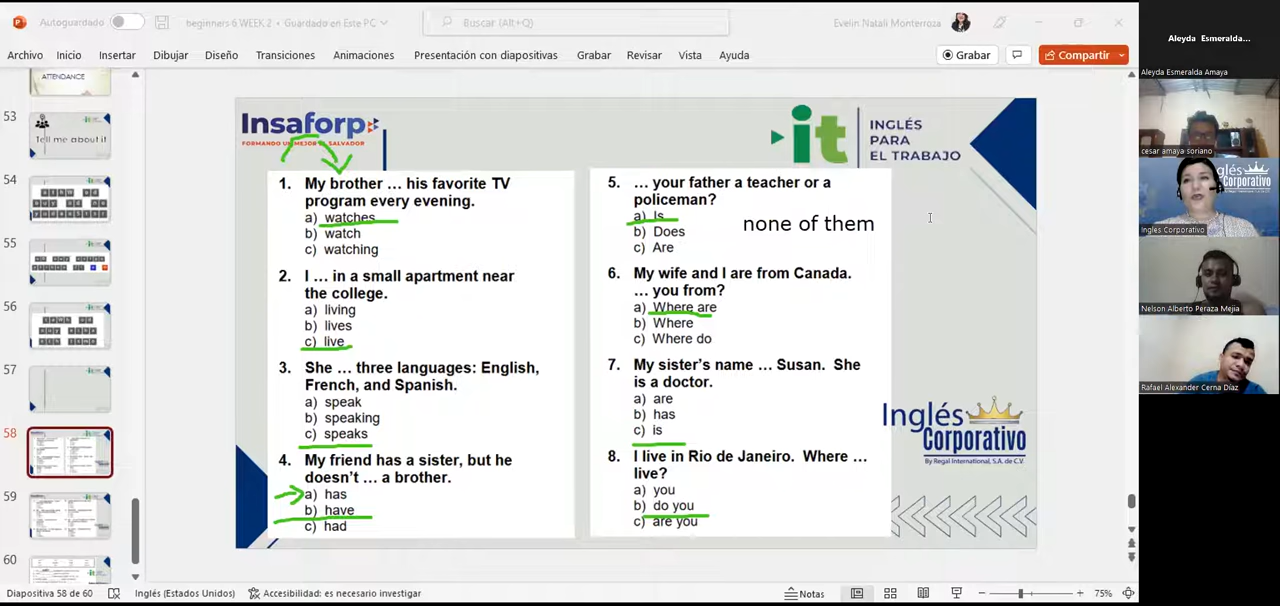 Autoguardado
beginners 6 WEEK 2 • Guardado en Este PC
Buscar (Alt+Q)
Evelin Natali Monterroza
Archivo Inicio Insertar Dibujar Diseño Transiciones Animaciones Presentación con diapositivas Grabar Revisar Vista Ayuda
Grabar
Compartir
ATTENDANCE
53
Tell me about it
54
55
56
57
58
59
60
Insaforp
FORMANDO UN MEJOR SALVADOR
it
INGLÉS
PARA
EL TRABAJO
1. My brother ... his favorite TV
program every evening.
a) watches
b) watch
c) watching
2. I ... in a small apartment near
the college.
a) living
b) lives
c) live
3. She ... three languages: English,
French, and Spanish.
a) speak
b) speaking
c) speaks
4. My friend has a sister, but he
doesn't ... a brother.
a) has
b) have
c) had
5. ... your father a teacher or a
policeman?
a) Is
b) Does
c) Are
none of them
6. My wife and I are from Canada.
... you from?
a) Where are
b) Where
c) Where do
7. My sister's name ... Susan. She
is a doctor.
a) are
b) has
c) is
8. I live in Rio de Janeiro. Where ...
live?
a) you
b) do you
c) are you
Inglés
Corporativo
By Regal International, S.A. de C.V.
Aleyda Esmeralda...
Aleyda Esmeralda Amaya
cesar amaya soriano
Inglés
Corporativo
Ingles Corporativo
Nelson Alberto Peraza Mejia
Rafael Alexander Cerna Díaz
Diapositiva 58 de 60
Inglés (Estados Unidos)
Accesibilidad: es necesario investigar
Notas
75%